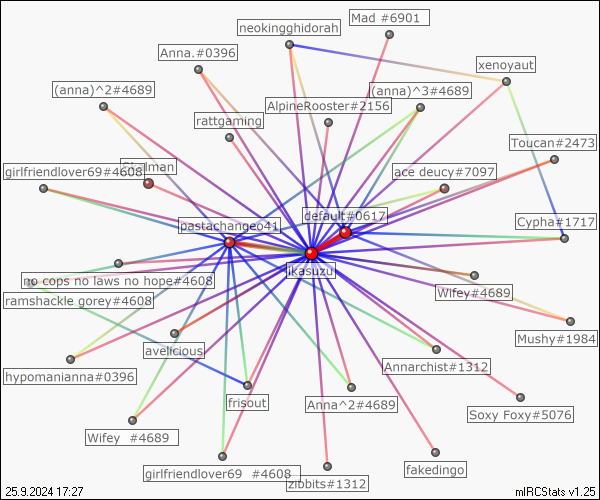 Mad #6901
neokingghidorah
Anna.#0396
xenoyaut
(anna)^2#4689
(anna)^3#4689
AlpineRooster#2156
rattgaming
Toucan#2473
girlfriendlover69#4608
ace deucy#7097
default#0617
Cypha#1717
pastachangeo41
ikasuzu
no cops no laws no hope#4608
Wifey#4689
ramshackle gorey#4608
Mushy#1984
avelicious
Annarchist#1312
hypomanianna#0396
frisout
Anna^2#4689
Soxy Foxy#5076
Wifey #4689
girlfriendlover69 #4608
fakedingo
zibbits#1312
25.9.2024 17:27
mIRCStats v1.25